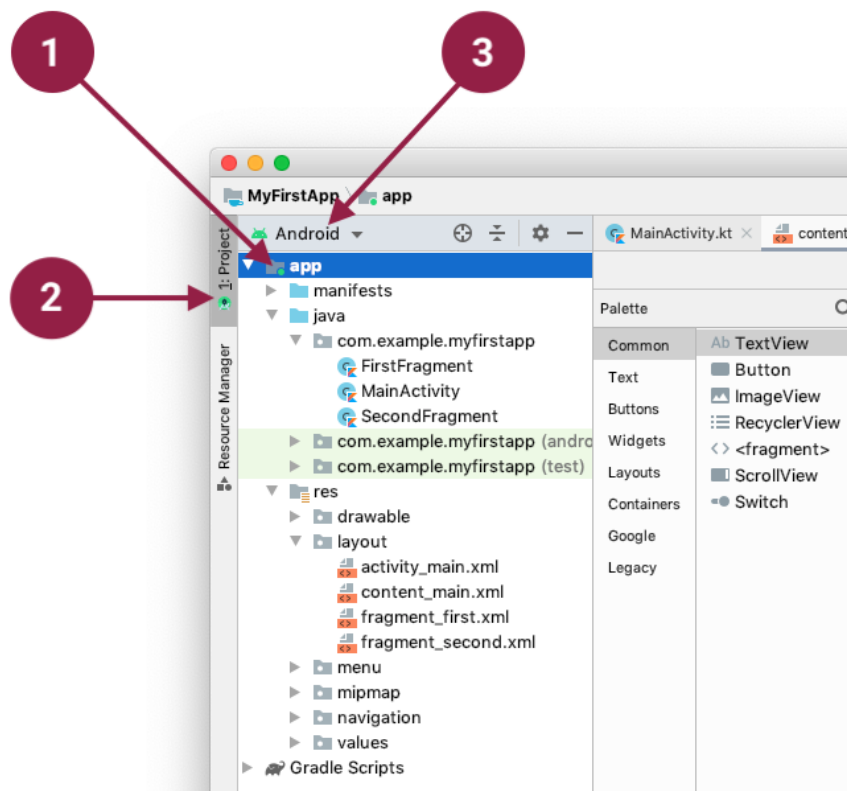 1
3
MyFirstApp
app
Android
MainActivity.kt
content
1: Project
2
Resource Manager
app
manifests
java
com.example.myfirstapp
FirstFragment
MainActivity
SecondFragment
com.example.myfirstapp (andro
com.example.myfirstapp (test)
res
drawable
layout
activity_main.xml
content_main.xml
fragment_first.xml
fragment_second.xml
menu
mipmap
navigation
values
Gradle Scripts
Palette
Common
Text
Buttons
Widgets
Layouts
Containers
Google
Legacy
Ab TextView
Button
ImageView
RecyclerView
<fragment>
ScrollView
Switch